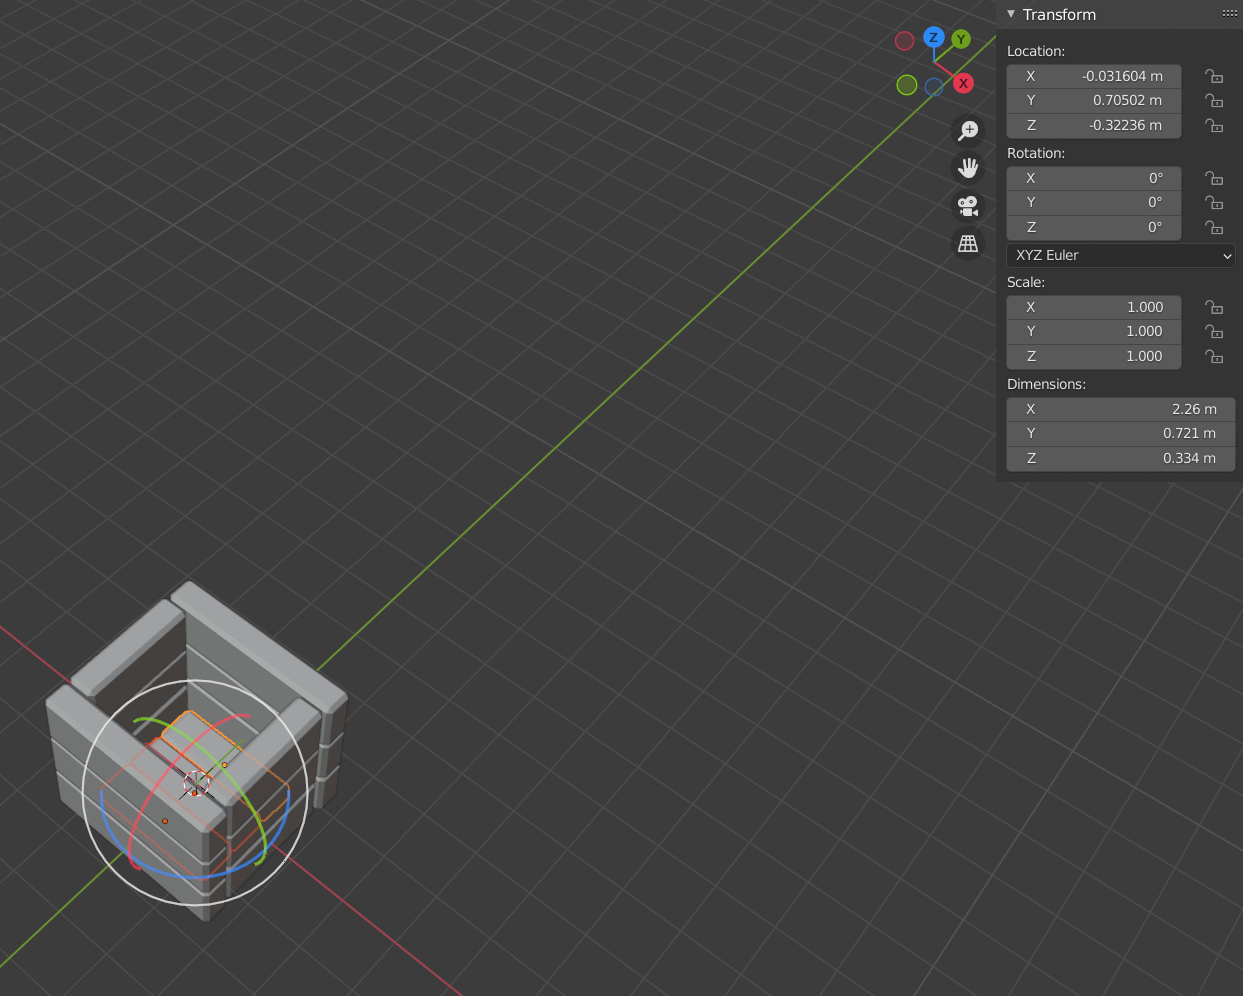 Transform
Location:
X -0.031604 m
Y 0.70502 m
Z -0.32236 m
Rotation:
X 0°
Y 0°
Z 0°
XYZ Euler
Scale:
X 1.000
Y 1.000
Z 1.000
Dimensions:
X 2.26 m
Y 0.721 m
Z 0.334 m
Z
Y
X